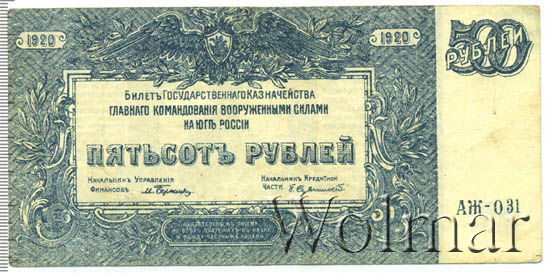 1920
1920
500
РУБЛЕЙ
БИЛЕТЪ ГОСУДАРСТВЕННАГО КАЗНАЧЕЙСТВА
ГЛАВНАГО КОМАНДОВАНІЯ ВООРУЖЕННЫМИ СИЛАМИ
НА ЮГѢ РОССІИ
ПЯТЬСОТЪ РУБЛЕЙ
НАЧАЛЬНИКЪ УПРАВЛЕНІЯ
ФИНАНСОВЪ
НАЧАЛЬНИКЪ КРЕДИТНОЙ
ЧАСТИ
АЖ-031
Wolmar